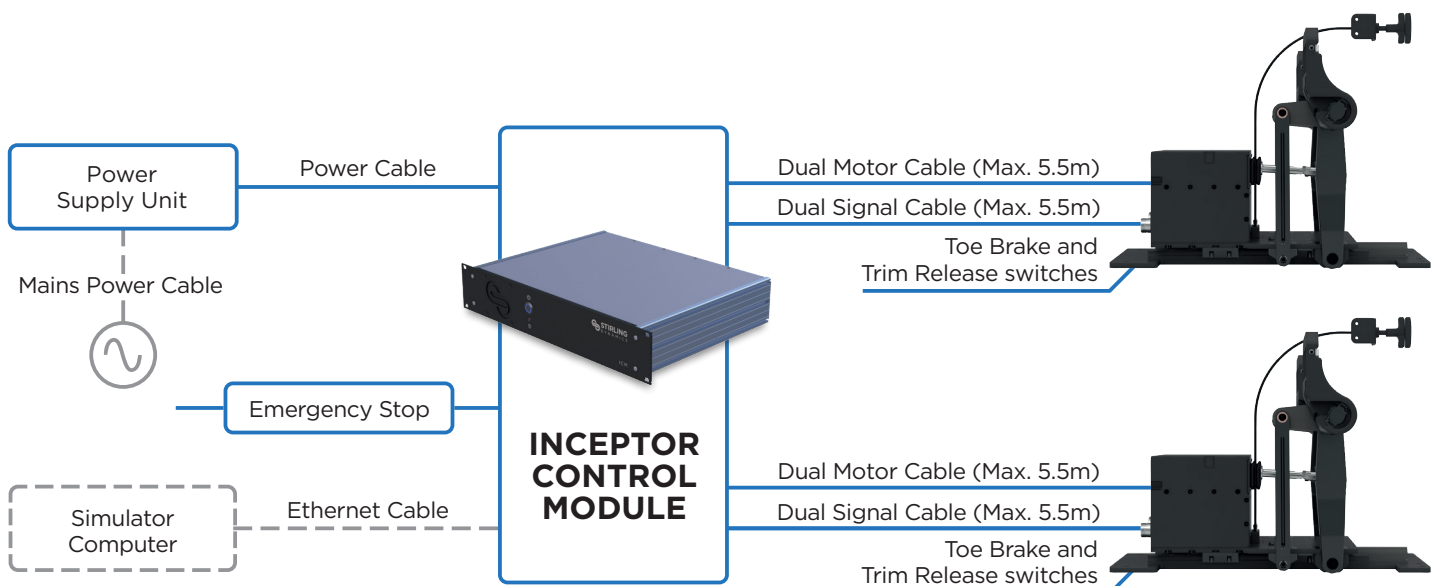 Power
Supply Unit
Power Cable
Mains Power Cable
Emergency Stop
Simulator
Computer
Ethernet Cable
STIRLING
DYNAMICS
INCEPTOR
CONTROL
MODULE
Dual Motor Cable (Max. 5.5m)
Dual Signal Cable (Max. 5.5m)
Toe Brake and
Trim Release switches
Dual Motor Cable (Max. 5.5m)
Dual Signal Cable (Max. 5.5m)
Toe Brake and
Trim Release switches